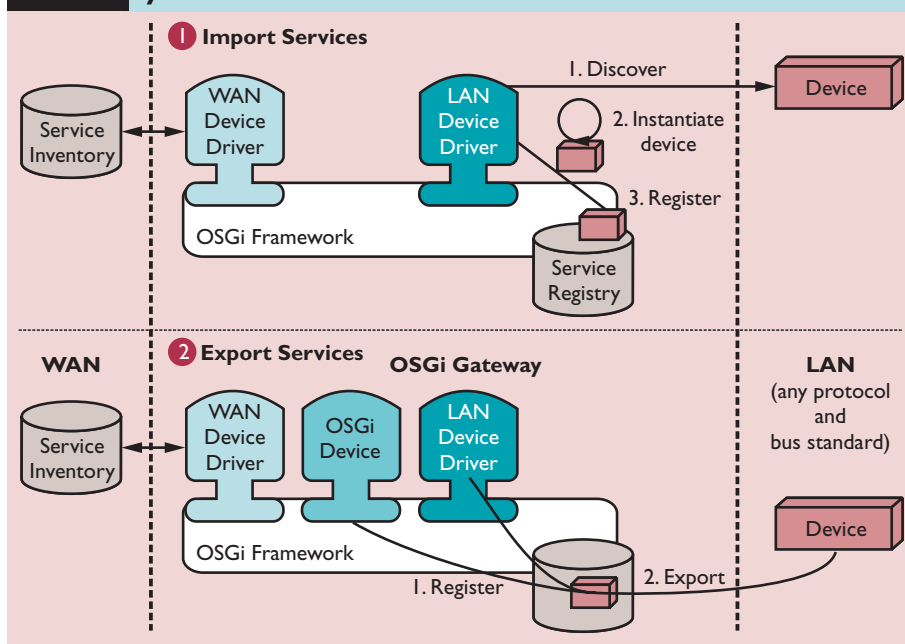 1 Import Services
Service
Inventory
WAN
Device
Driver
LAN
Device
Driver
1. Discover
Device
2. Instantiate
device
3. Register
OSGi Framework
Service
Registry
2 Export Services
WAN
OSGi Gateway
LAN
(any protocol
and
bus standard)
Service
Inventory
WAN
Device
Driver
OSGi
Device
LAN
Device
Driver
Device
OSGi Framework
1. Register
2. Export